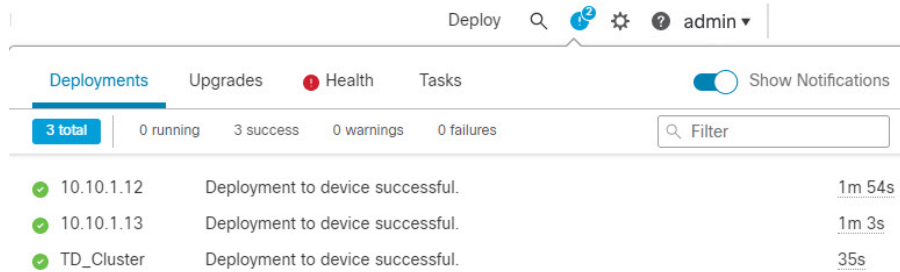 Deploy 2 ? admin
Deployments Upgrades ! Health Tasks Show Notifications
3 total 0 running 3 success 0 warnings 0 failures Filter
10.10.1.12 Deployment to device successful. 1m 54s
10.10.1.13 Deployment to device successful. 1m 3s
TD_Cluster Deployment to device successful. 35s